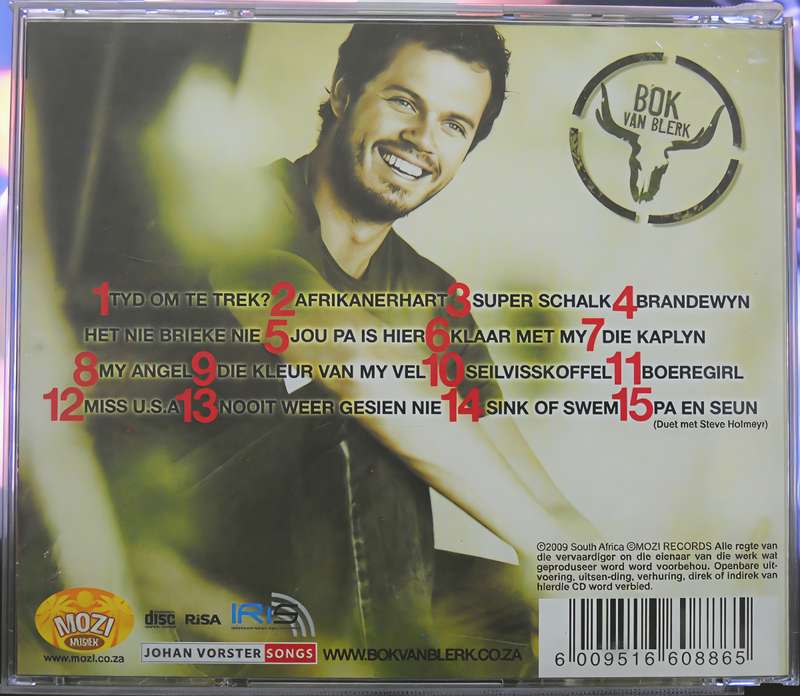 BOK
VAN BLERK
1 TYD OM TE TREK? 2 AFRIKANERHART 3 SUPER SCHALK 4 BRANDEWYN
HET NIE BRIEKE NIE 5 JOU PA IS HIER 6 KLAAR MET MY 7 DIE KAPLYN
8 MY ANGEL 9 DIE KLEUR VAN MY VEL 10 SEILVISSKOFFEL 11 BOEREGIRL
12 MISS U.S.A 13 NOOIT WEER GESIEN NIE 14 SINK OF SWEM 15 PA EN SEUN
(Duet met Steve Hofmeyr)
©2009 South Africa ©MOZI RECORDS Alle regte van
die vervaardiger on die eienaar van die werk wat
geproduseer word word voorbehou. Openbare uit-
voering, uitsen-ding, verhuring, direk of indirek van
hierdie CD word verbied.
MOZI
MUSIEK
www.mozi.co.za
disc
RiSA
IRIS
JOHAN VORSTER SONGS
WWW.BOKVANBLERK.CO.ZA
6 009516 608865